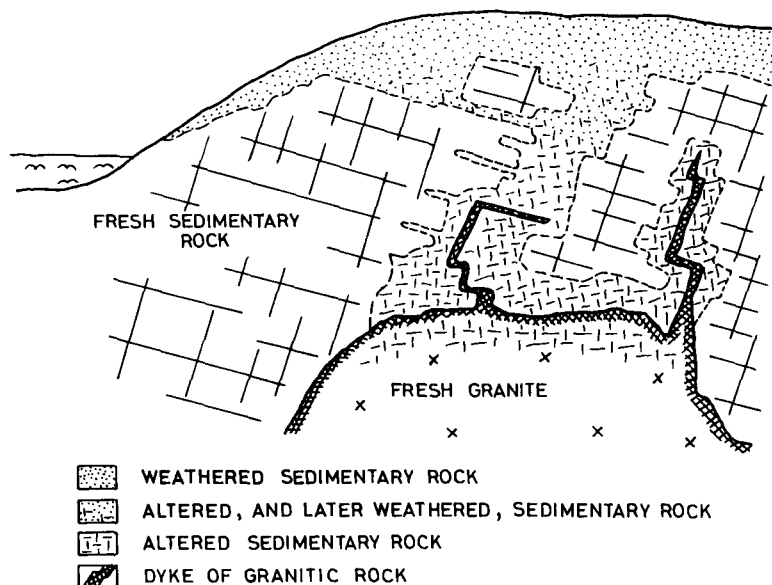 FRESH SEDIMENTARY
ROCK
FRESH GRANITE
WEATHERED SEDIMENTARY ROCK
ALTERED, AND LATER WEATHERED, SEDIMENTARY ROCK
ALTERED SEDIMENTARY ROCK
DYKE OF GRANITIC ROCK